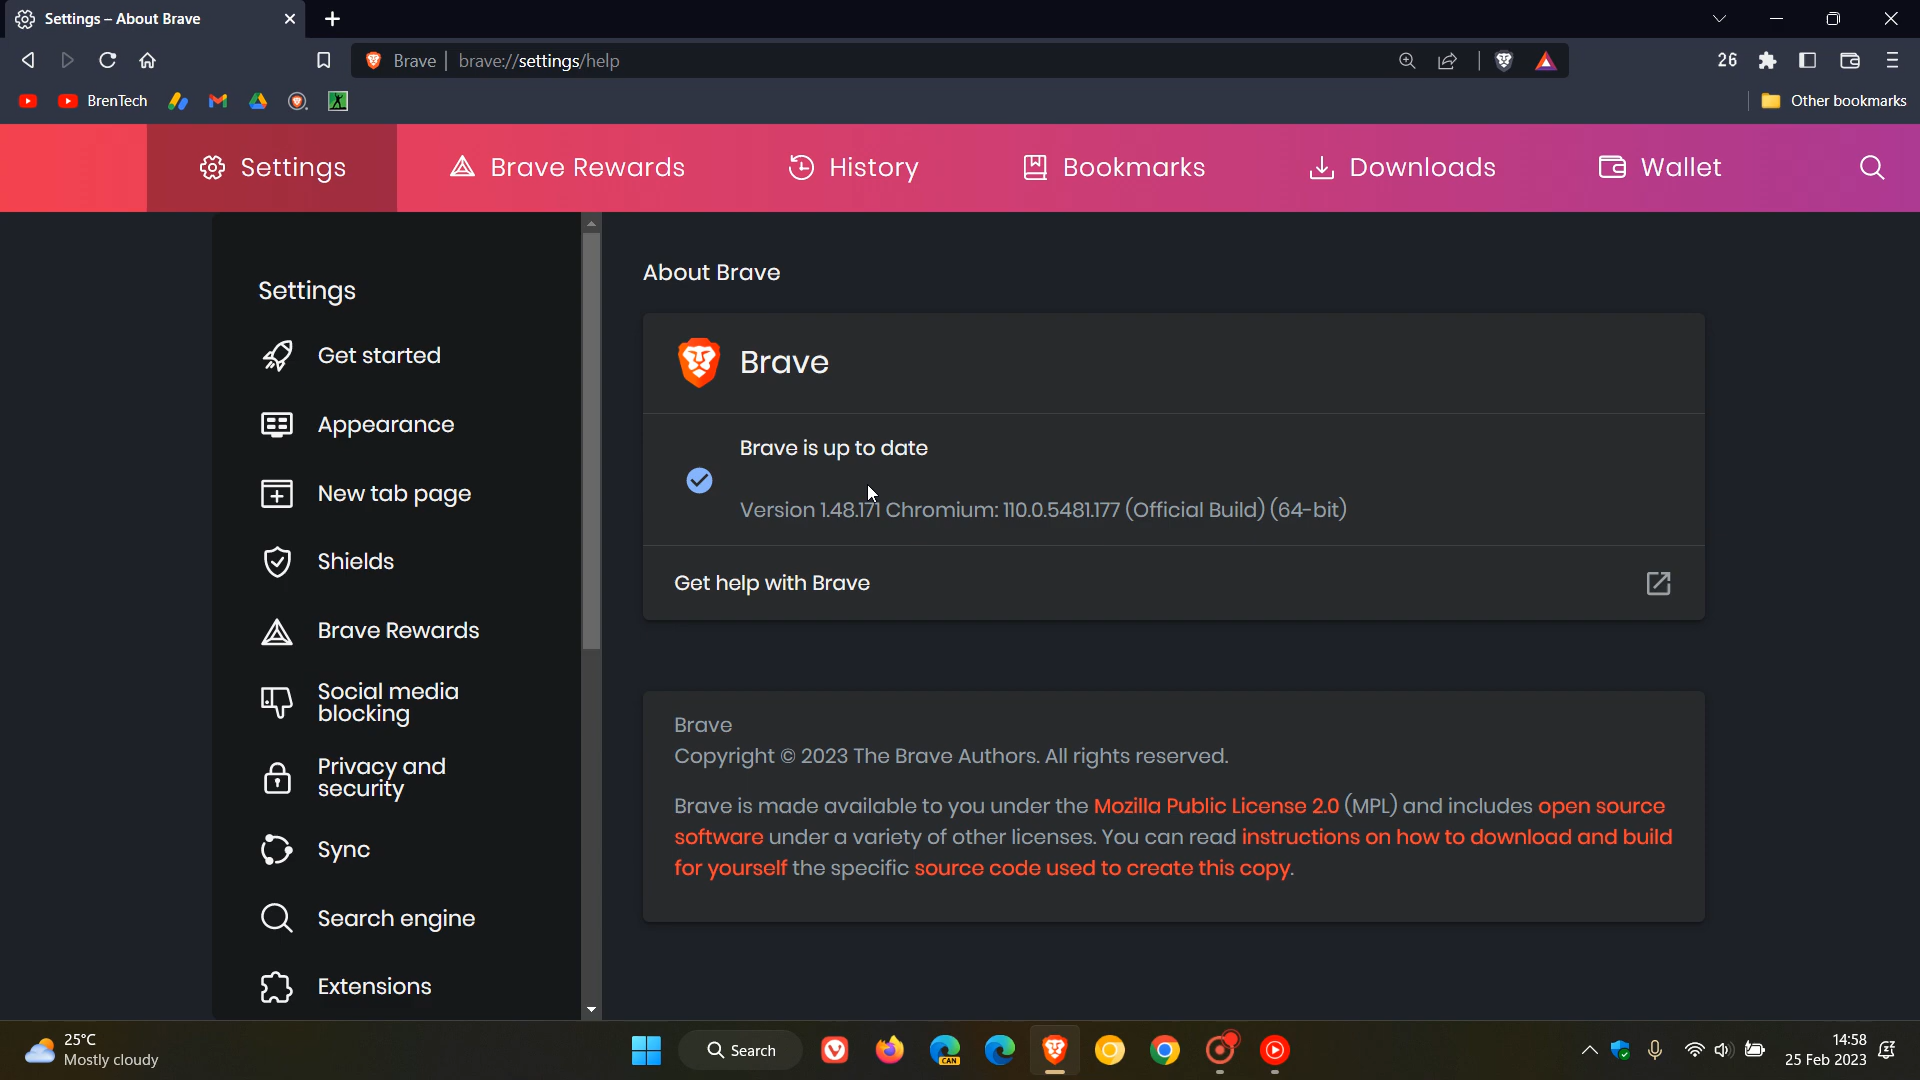 Settings – About Brave
Brave | brave://settings/help
26
BrenTech
Other bookmarks
Settings
Brave Rewards
History
Bookmarks
Downloads
Wallet
Settings
Get started
Appearance
New tab page
Shields
Brave Rewards
Social media
blocking
Privacy and
security
Sync
Search engine
Extensions
About Brave
Brave
Brave is up to date
Version 1.48.171 Chromium: 110.0.5481.177 (Official Build) (64-bit)
Get help with Brave
Brave
Copyright © 2023 The Brave Authors. All rights reserved.
Brave is made available to you under the Mozilla Public License 2.0 (MPL) and includes open source
software under a variety of other licenses. You can read instructions on how to download and build
for yourself the specific source code used to create this copy.
25°C
Mostly cloudy
Search
CAN
14:58
25 Feb 2023